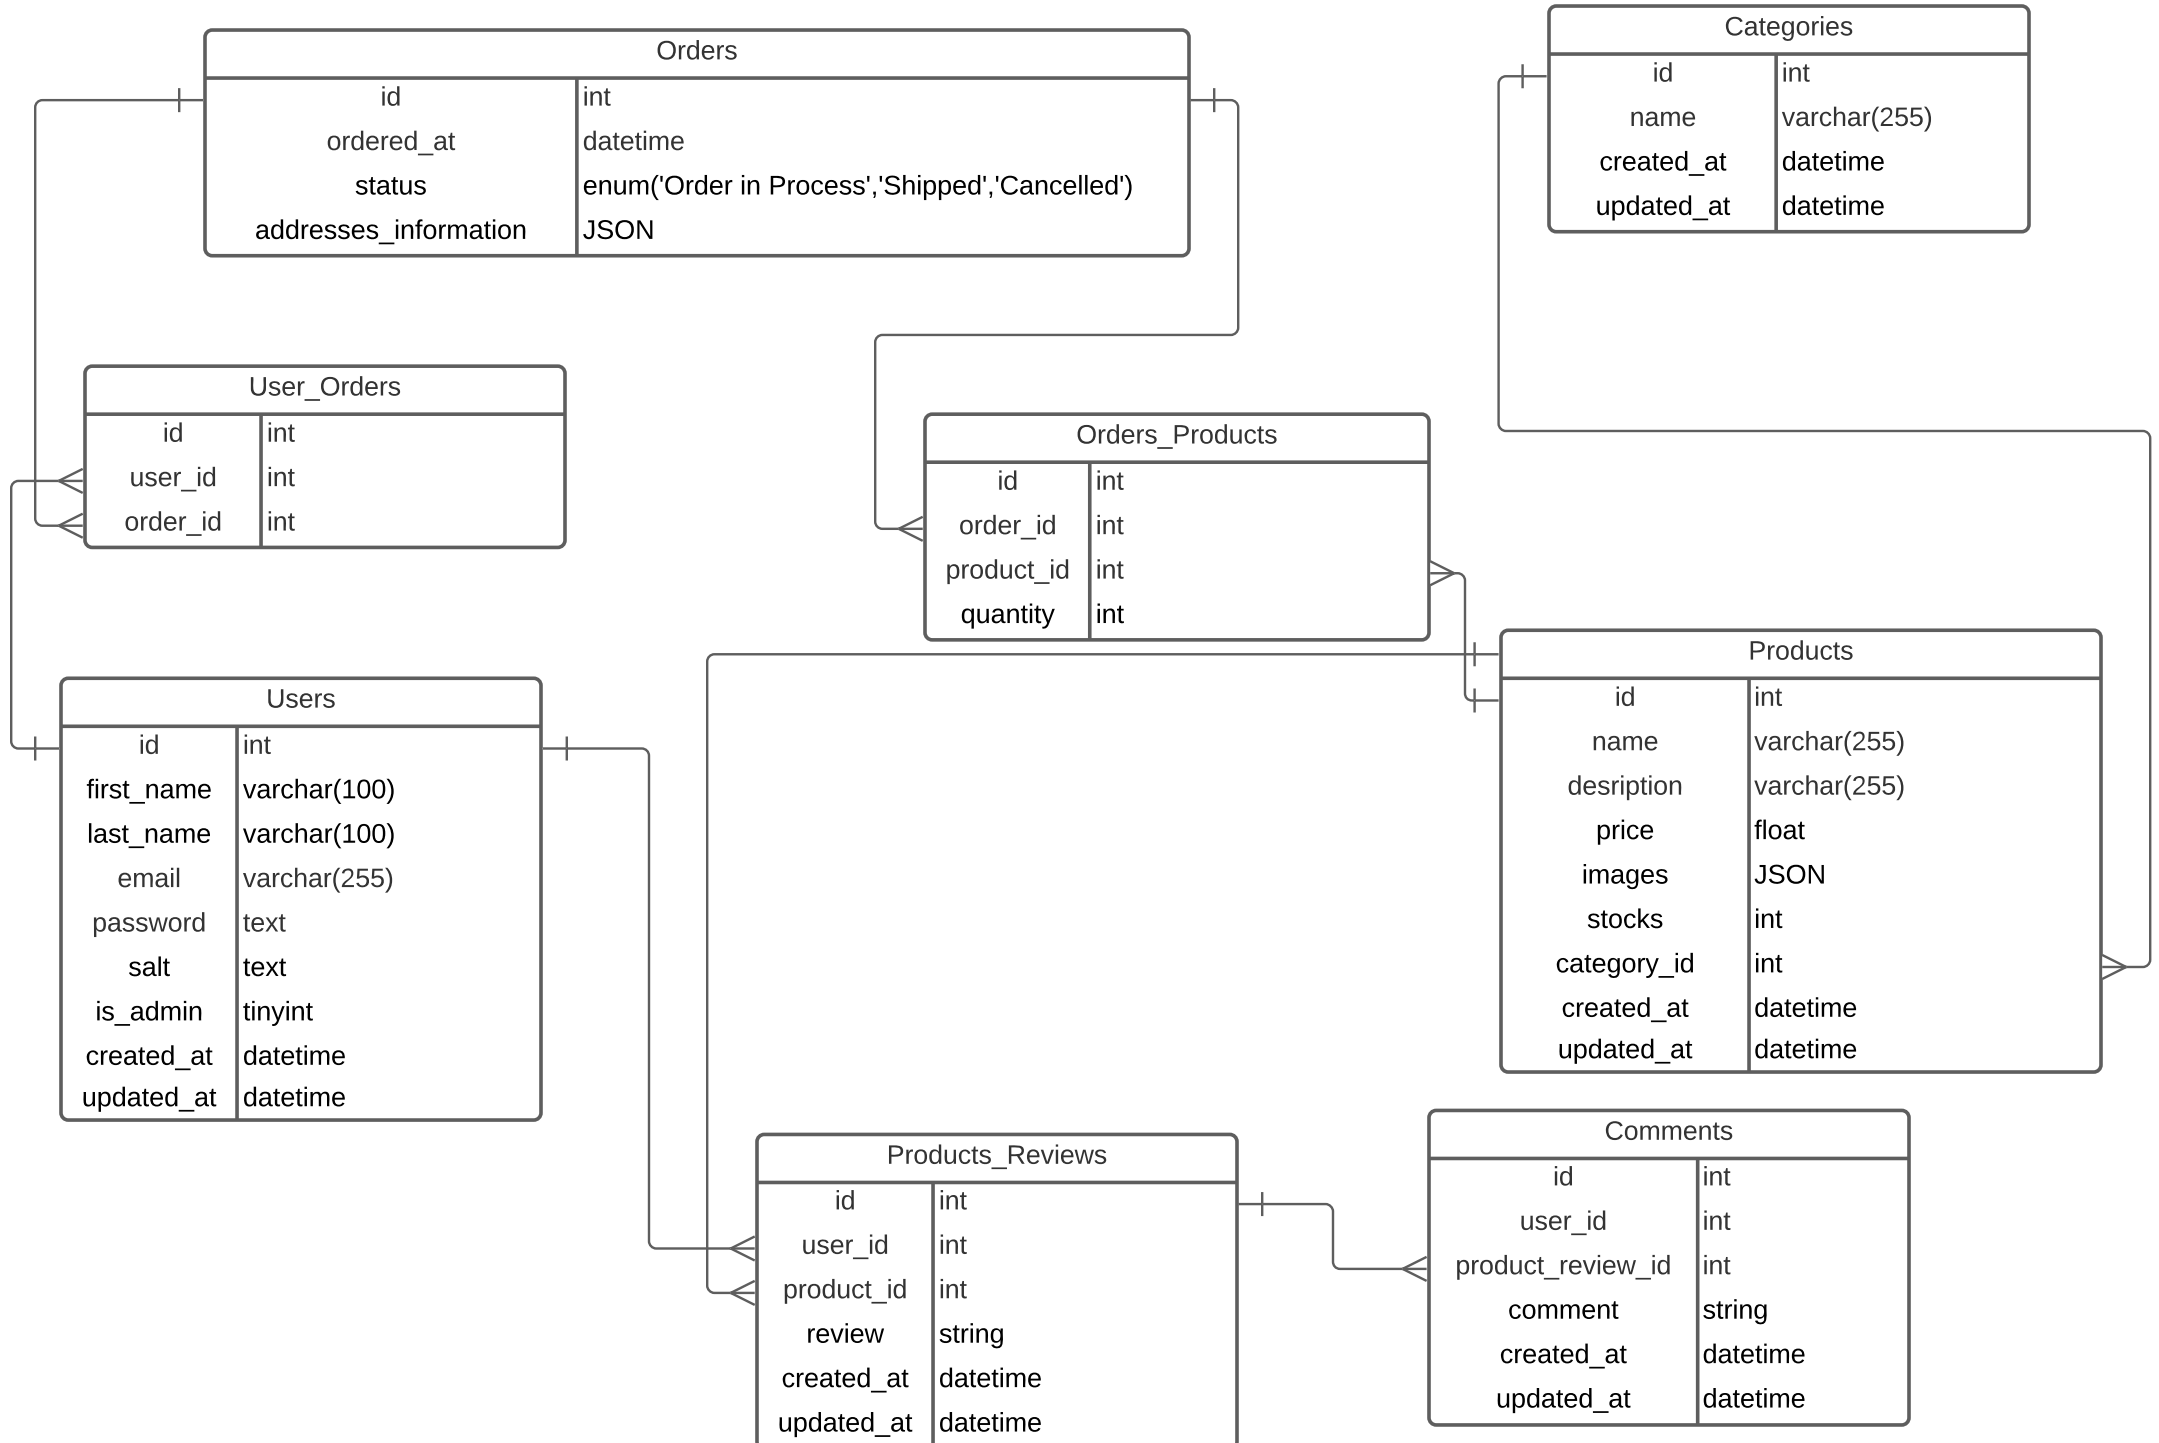 Orders
id int
ordered_at datetime
status enum('Order in Process','Shipped','Cancelled')
addresses_information JSON
Categories
id int
name varchar(255)
created_at datetime
updated_at datetime
User_Orders
id int
user_id int
order_id int
Orders_Products
id int
order_id int
product_id int
quantity int
Users
id int
first_name varchar(100)
last_name varchar(100)
email varchar(255)
password text
salt text
is_admin tinyint
created_at datetime
updated_at datetime
Products
id int
name varchar(255)
desription varchar(255)
price float
images JSON
stocks int
category_id int
created_at datetime
updated_at datetime
Products_Reviews
id int
user_id int
product_id int
review string
created_at datetime
updated_at datetime
Comments
id int
user_id int
product_review_id int
comment string
created_at datetime
updated_at datetime